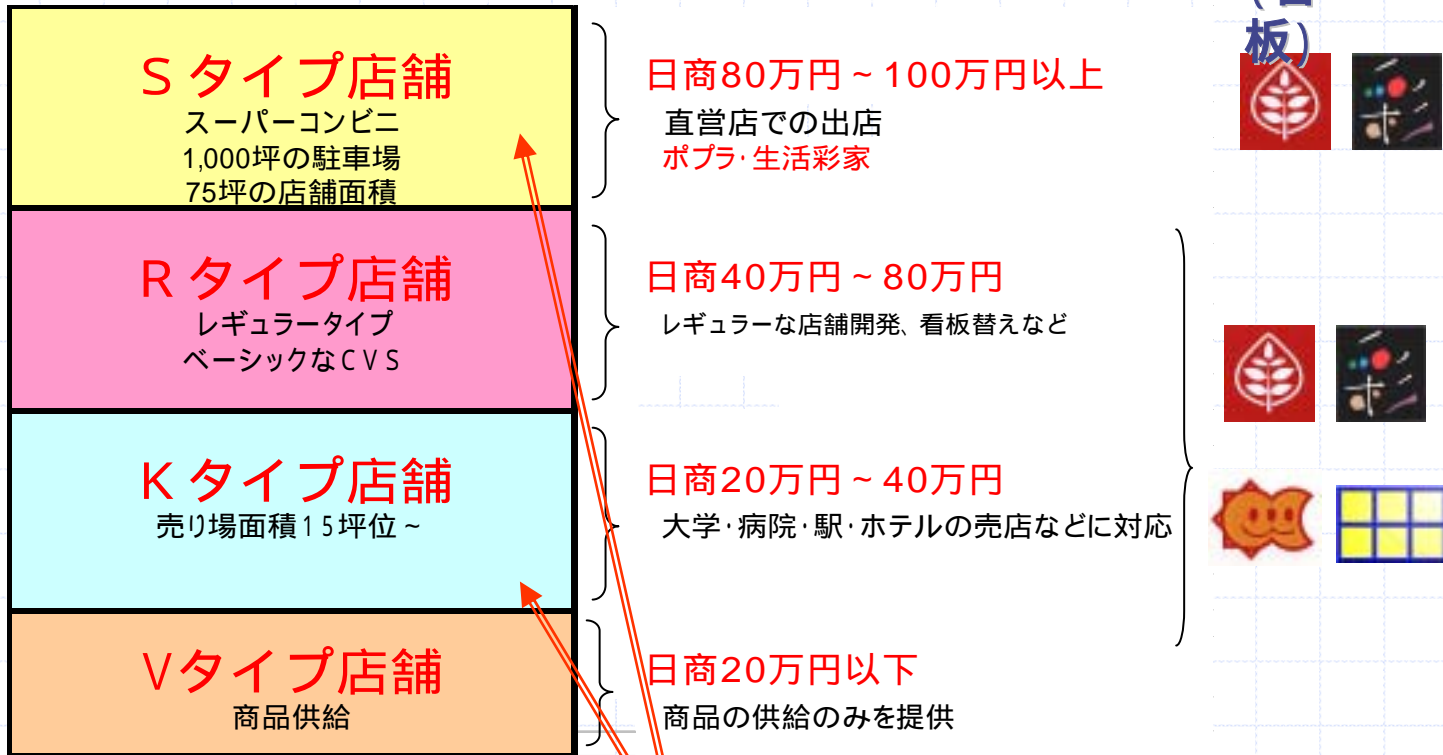 板）
Ｓタイプ店舗
スーパーコンビニ
1,000坪の駐車場
75坪の店舗面積
日商80万円～100万円以上
直営店での出店
ポプラ・生活彩家
彩
Ｒタイプ店舗
レギュラータイプ
ベーシックなＣＶＳ
日商40万円～80万円
レギュラーな店舗開発、看板替えなど
彩
Ｋタイプ店舗
売り場面積１５坪位～
日商20万円～40万円
大学・病院・駅・ホテルの売店などに対応
Ｖタイプ店舗
商品供給
日商20万円以下
商品の供給のみを提供